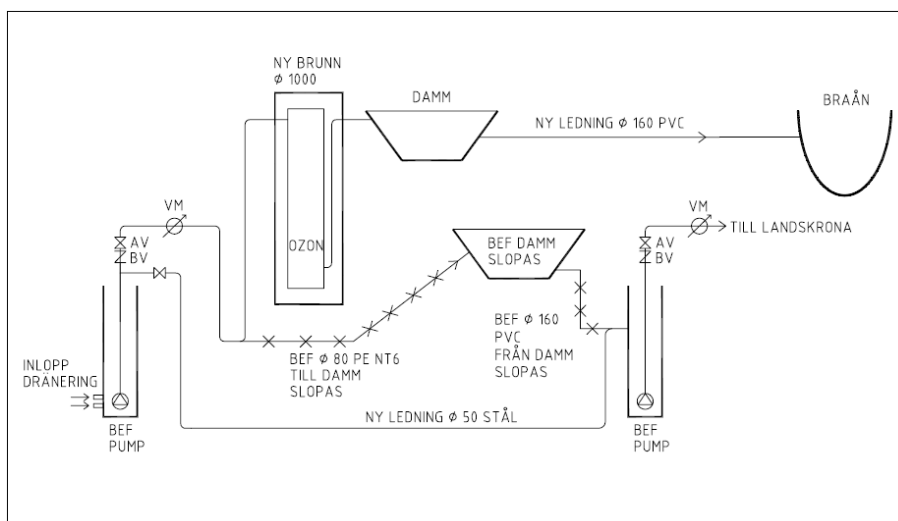 NY BRUNN
ϕ 1000
DAMM
BRAÅN
NY LEDNING ϕ 160 PVC
VM
VM
TILL LANDSKRONA
AV
BV
OZON
BEF DAMM
SLOPAS
AV
BV
BEF ϕ 160
PVC
FRÅN DAMM
SLOPAS
BEF ϕ 80 PE NT6
TILL DAMM
SLOPAS
INLOPP
DRÄNERING
NY LEDNING ϕ 50 STÅL
BEF
PUMP
BEF
PUMP